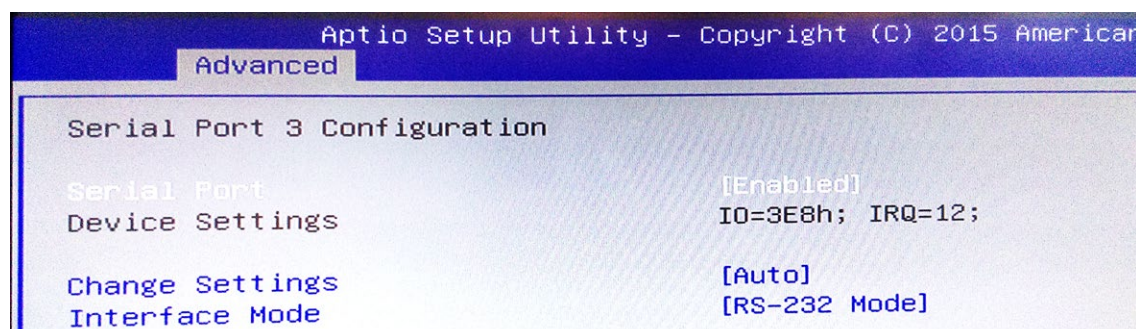 Aptio Setup Utility – Copyright (C) 2015 American
Advanced
Serial Port 3 Configuration
Serial Port [Enabled]
Device Settings IO=3E8h; IRQ=12;
Change Settings [Auto]
Interface Mode [RS-232 Mode]